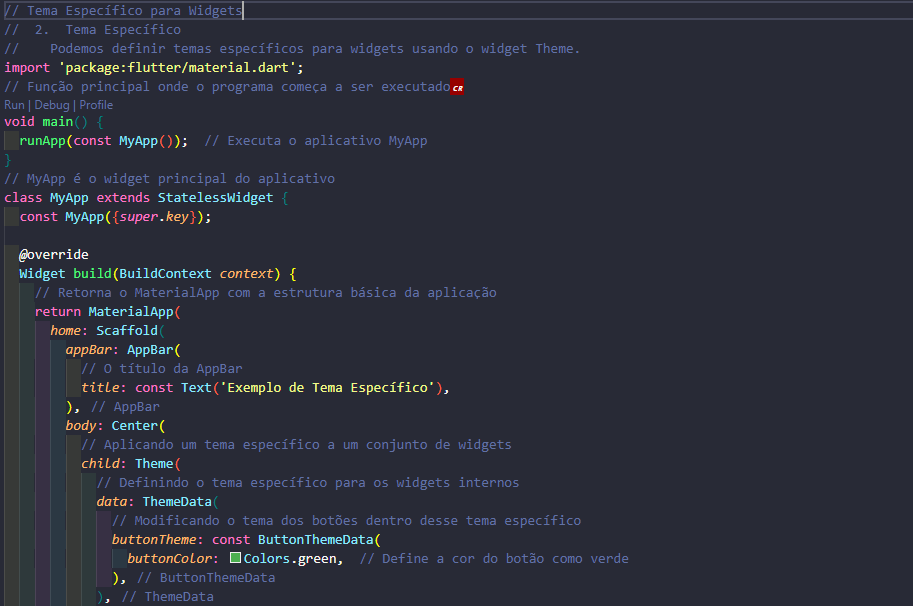 // Tema Específico para Widgets
//  2.  Tema Específico
//    Podemos definir temas específicos para widgets usando o widget Theme.
import 'package:flutter/material.dart';
// Função principal onde o programa começa a ser executado CR
Run | Debug | Profile
void main() {
  runApp(const MyApp());  // Executa o aplicativo MyApp
}
// MyApp é o widget principal do aplicativo
class MyApp extends StatelessWidget {
  const MyApp({super.key});
  @override
  Widget build(BuildContext context) {
    // Retorna o MaterialApp com a estrutura básica da aplicação
    return MaterialApp(
      home: Scaffold(
        appBar: AppBar(
          // O título da AppBar
          title: const Text('Exemplo de Tema Específico'),
        ), // AppBar
        body: Center(
          // Aplicando um tema específico a um conjunto de widgets
          child: Theme(
            // Definindo o tema específico para os widgets internos
            data: ThemeData(
              // Modificando o tema dos botões dentro desse tema específico
              buttonTheme: const ButtonThemeData(
                buttonColor: Colors.green,  // Define a cor do botão como verde
              ), // ButtonThemeData
            ), // ThemeData